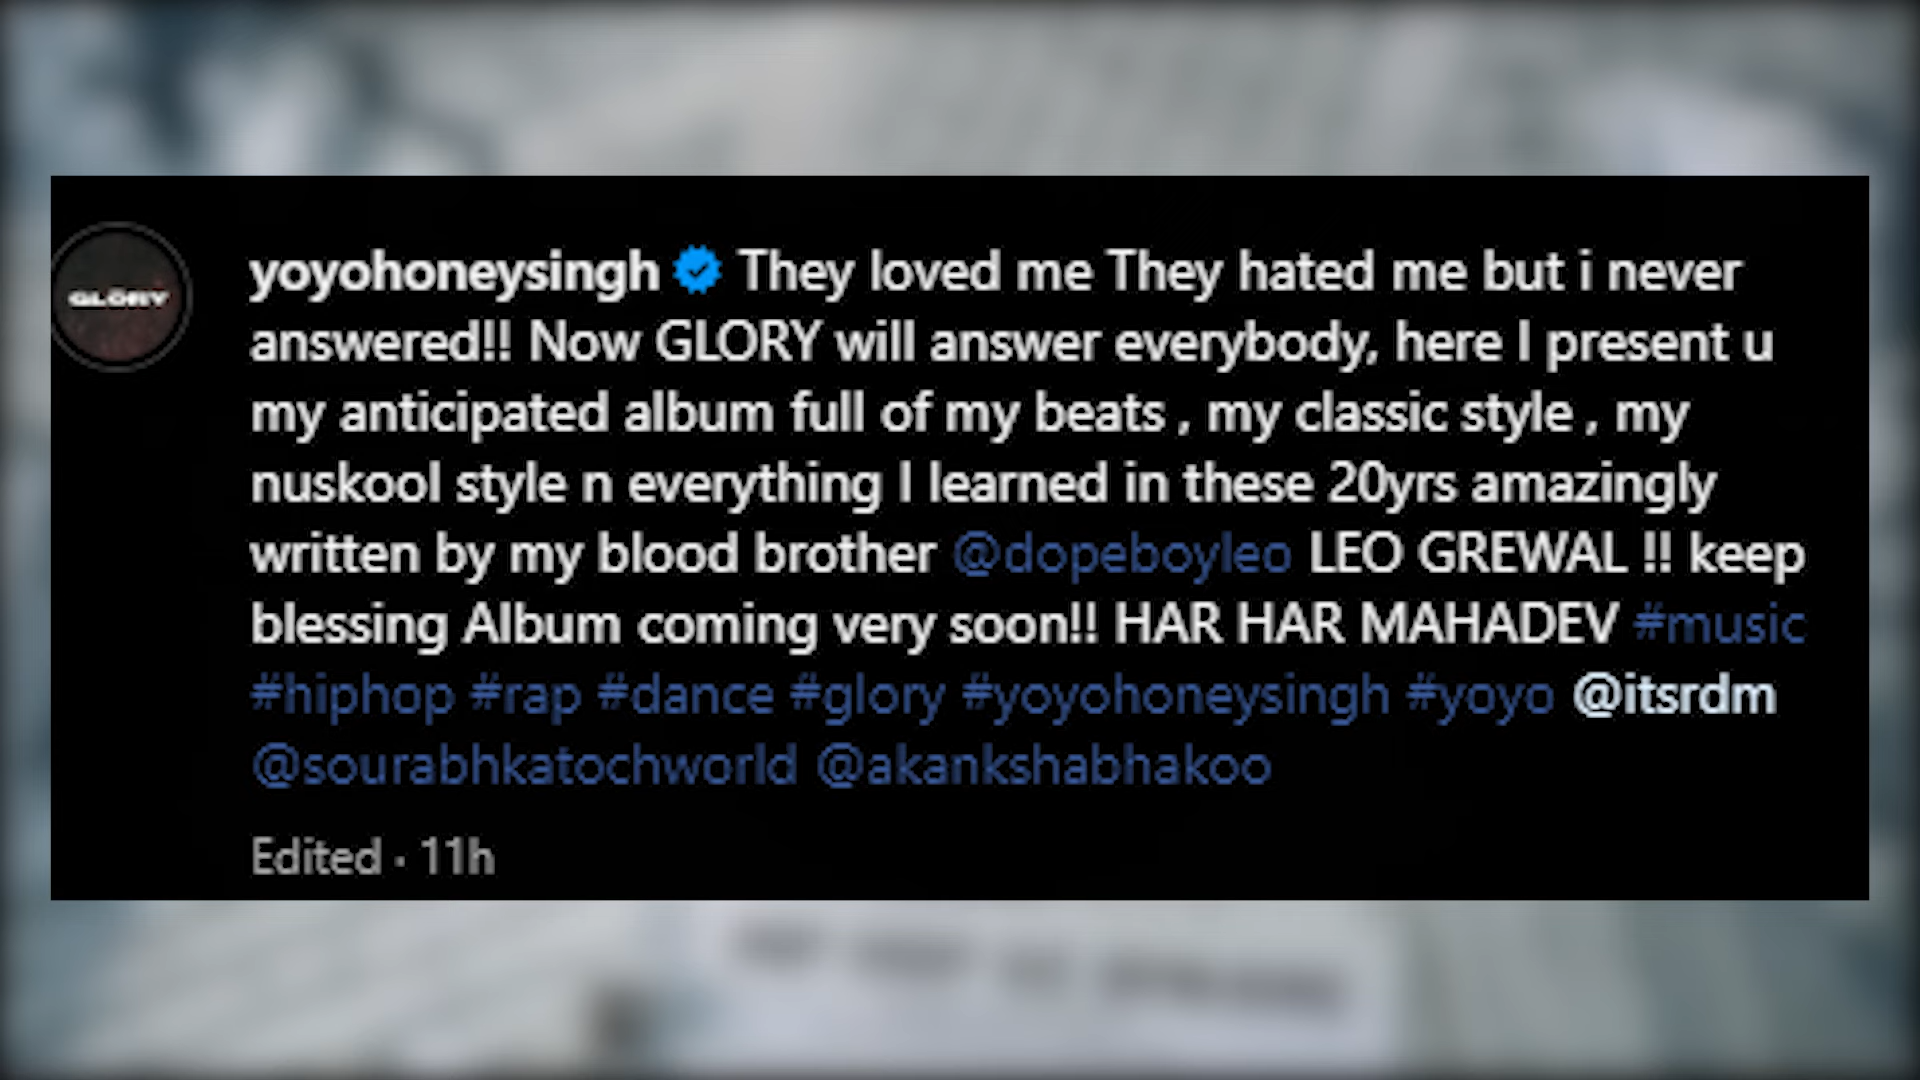 GLORY
yoyohoneysingh They loved me They hated me but i never
answered!! Now GLORY will answer everybody, here I present u
my anticipated album full of my beats , my classic style , my
nuskool style n everything I learned in these 20yrs amazingly
written by my blood brother @dopeboyleo LEO GREWAL !! keep
blessing Album coming very soon!! HAR HAR MAHADEV #music
#hiphop #rap #dance #glory #yoyohoneysingh #yoyo @itsrdm
@sourabhkatochworld @akankshabhakoo
Edited · 11h